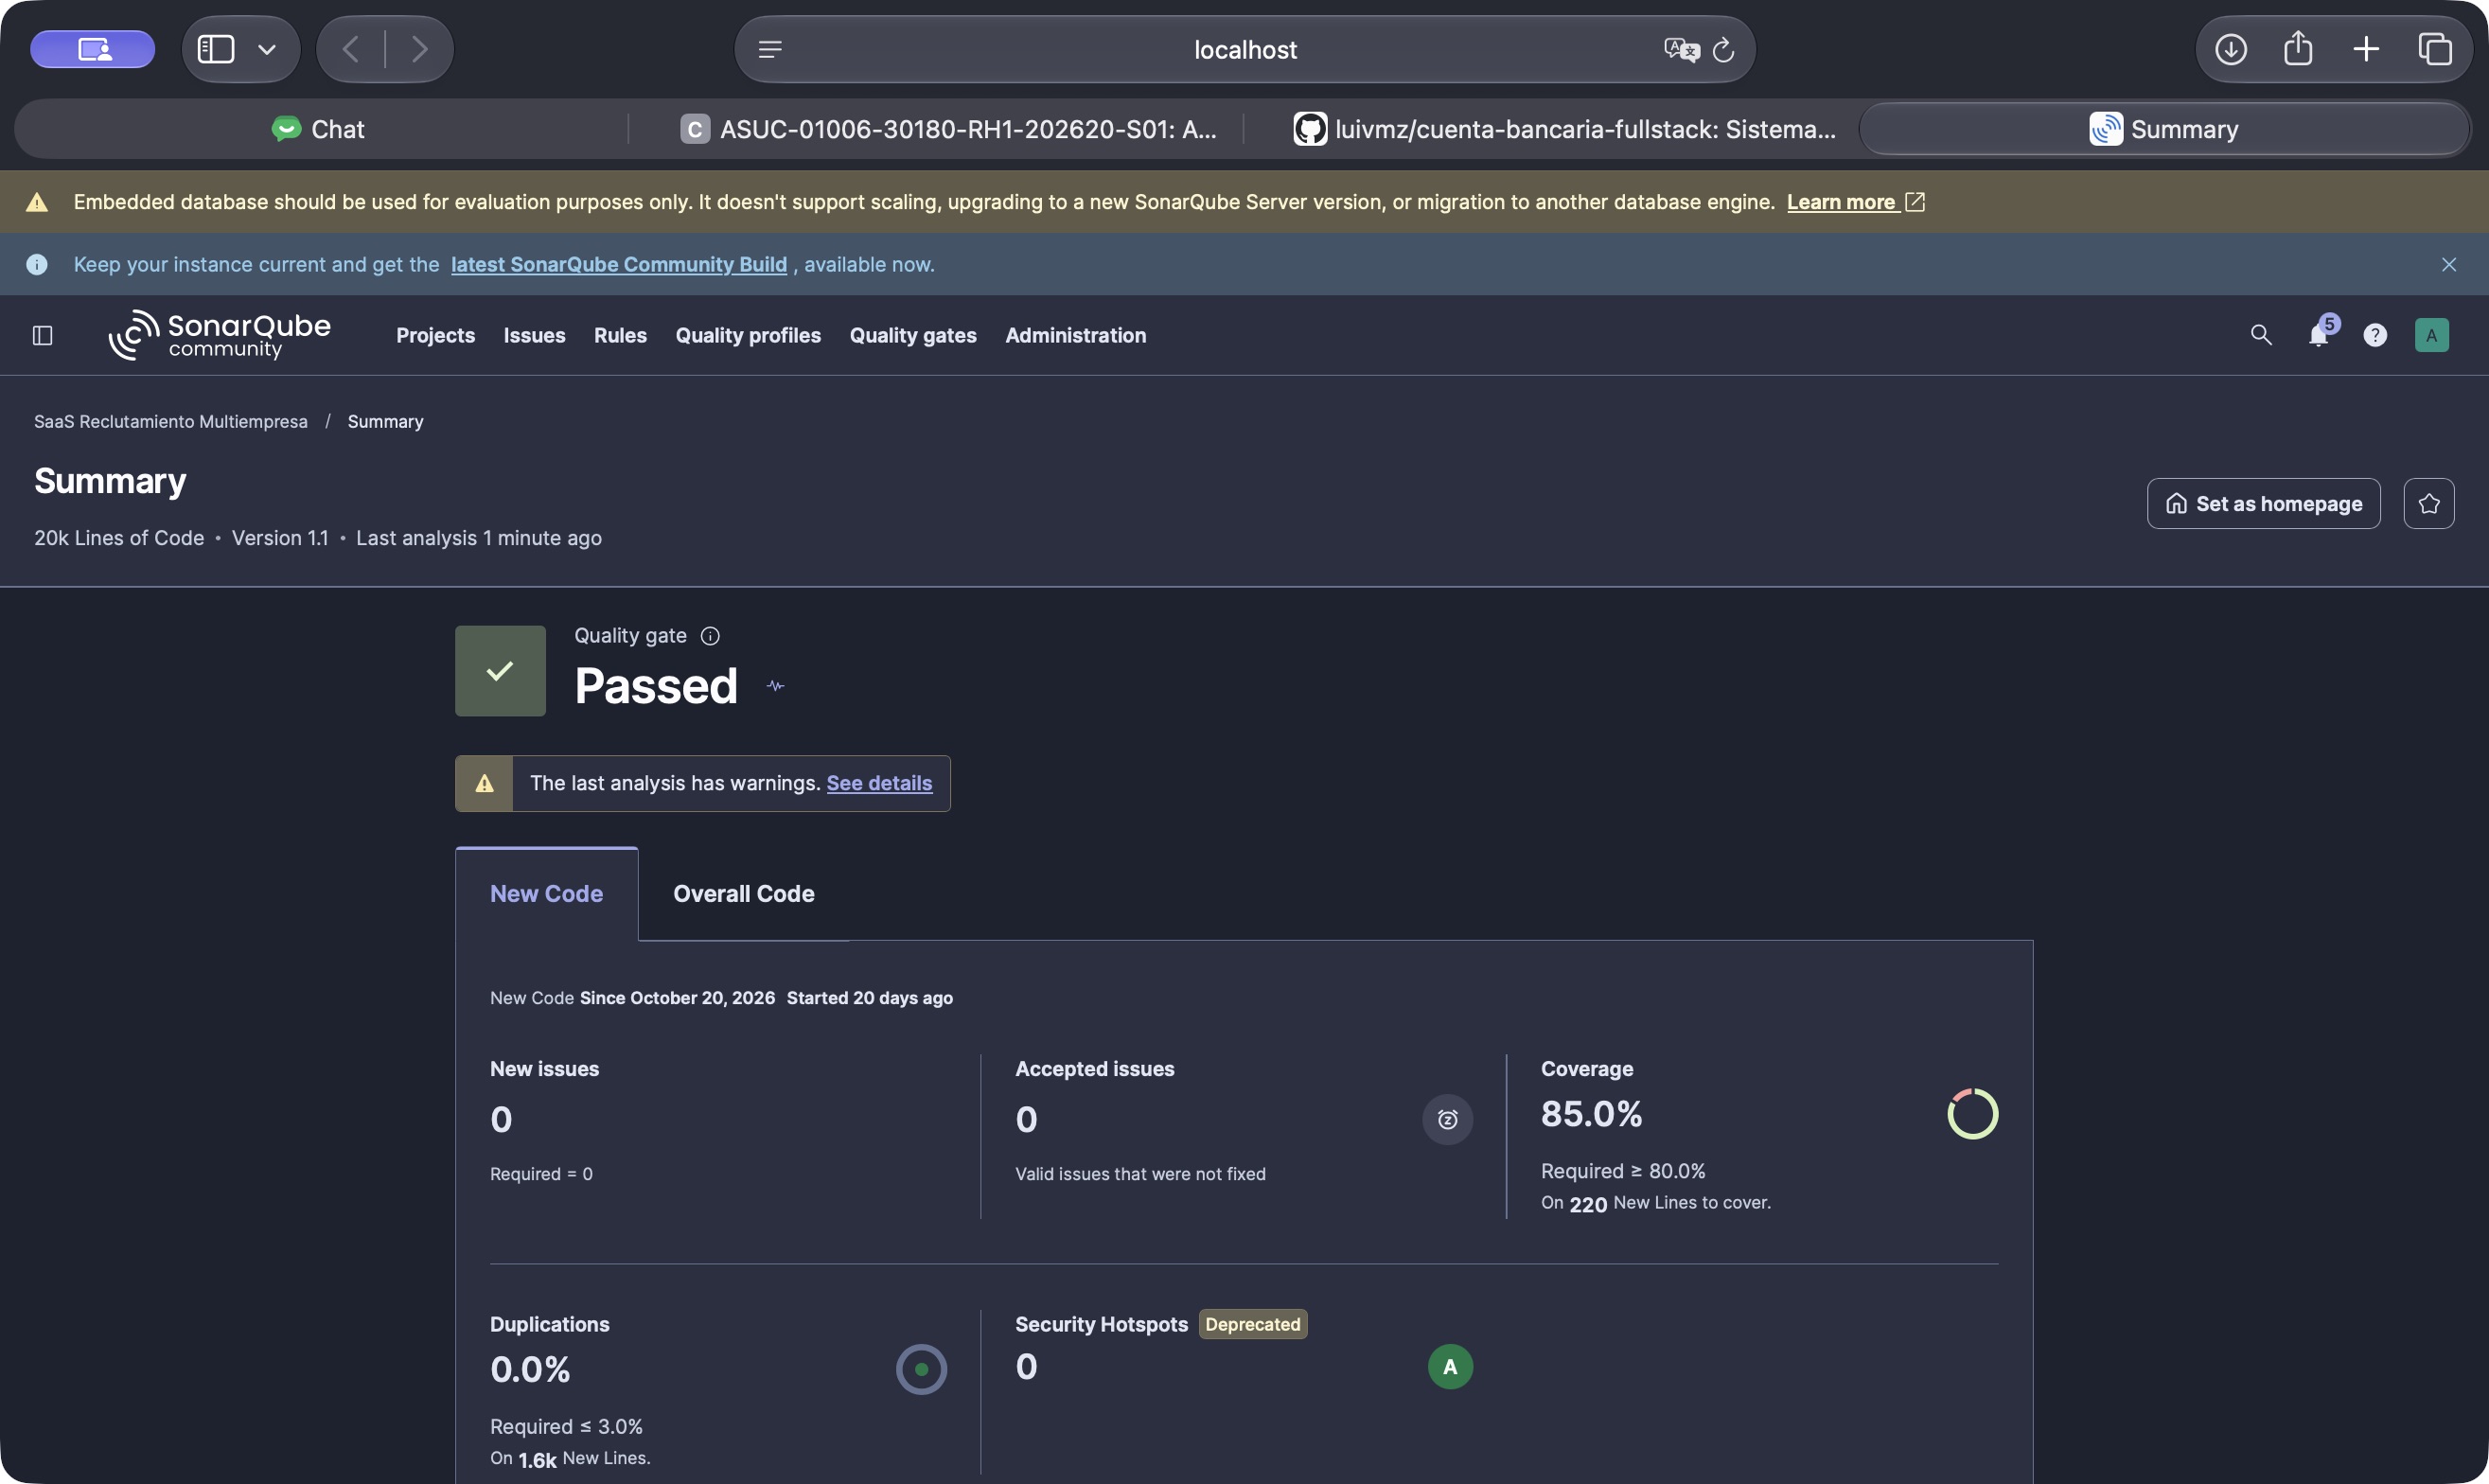 localhost
Chat
C ASUC-01006-30180-RH1-202620-S01: A...
luivmz/cuenta-bancaria-fullstack: Sistema...
Summary
Embedded database should be used for evaluation purposes only. It doesn't support scaling, upgrading to a new SonarQube Server version, or migration to another database engine. Learn more
Keep your instance current and get the latest SonarQube Community Build , available now.
SonarQube community
Projects
Issues
Rules
Quality profiles
Quality gates
Administration
5
?
A
SaaS Reclutamiento Multiempresa / Summary
Summary
Set as homepage
20k Lines of Code • Version 1.1 • Last analysis 1 minute ago
Quality gate
Passed
The last analysis has warnings. See details
New Code
Overall Code
New Code Since October 20, 2026 Started 20 days ago
New issues
0
Required = 0
Accepted issues
0
Valid issues that were not fixed
Coverage
85.0%
Required ≥ 80.0%
On 220 New Lines to cover.
Duplications
0.0%
Required ≤ 3.0%
On 1.6k New Lines.
Security Hotspots Deprecated
0
A